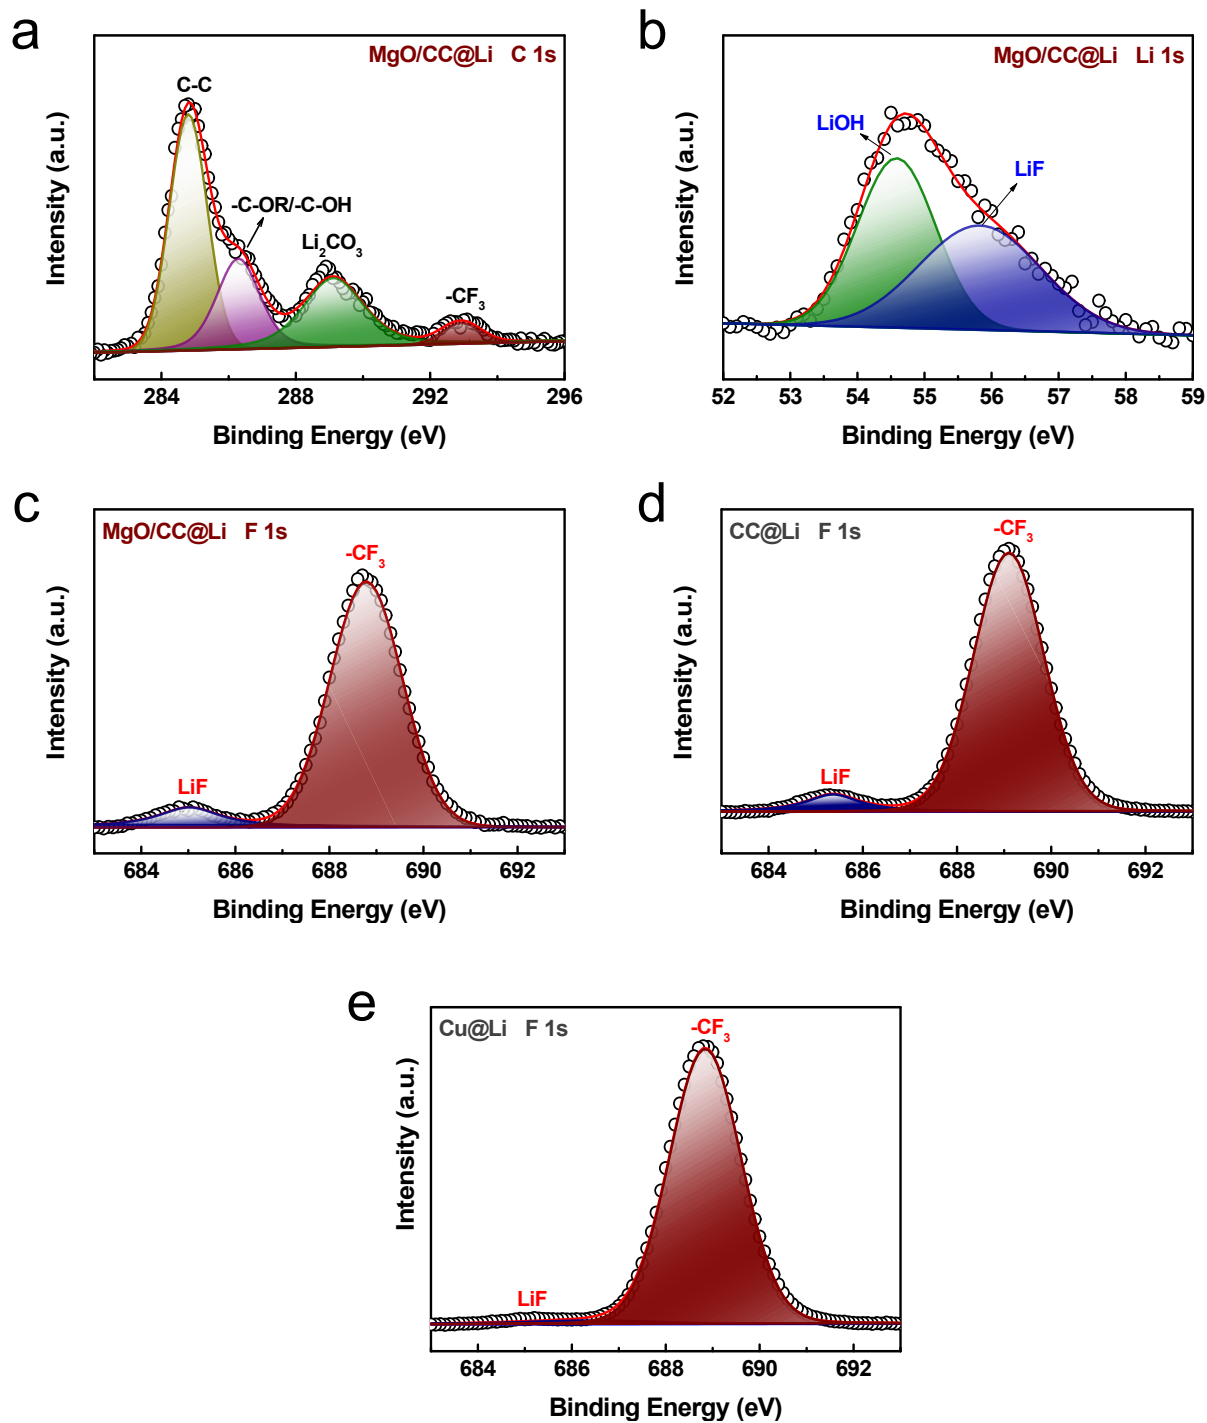 a
MgO/CC@Li C 1s
C-C
-C-OR/-C-OH
Li₂CO₃
-CF₃
Intensity (a.u.)
284 288 292 296
Binding Energy (eV)
b
MgO/CC@Li Li 1s
LiOH
LiF
Intensity (a.u.)
52 53 54 55 56 57 58 59
Binding Energy (eV)
c
MgO/CC@Li F 1s
-CF₃
LiF
Intensity (a.u.)
684 686 688 690 692
Binding Energy (eV)
d
CC@Li F 1s
-CF₃
LiF
Intensity (a.u.)
684 686 688 690 692
Binding Energy (eV)
e
Cu@Li F 1s
-CF₃
LiF
Intensity (a.u.)
684 686 688 690 692
Binding Energy (eV)